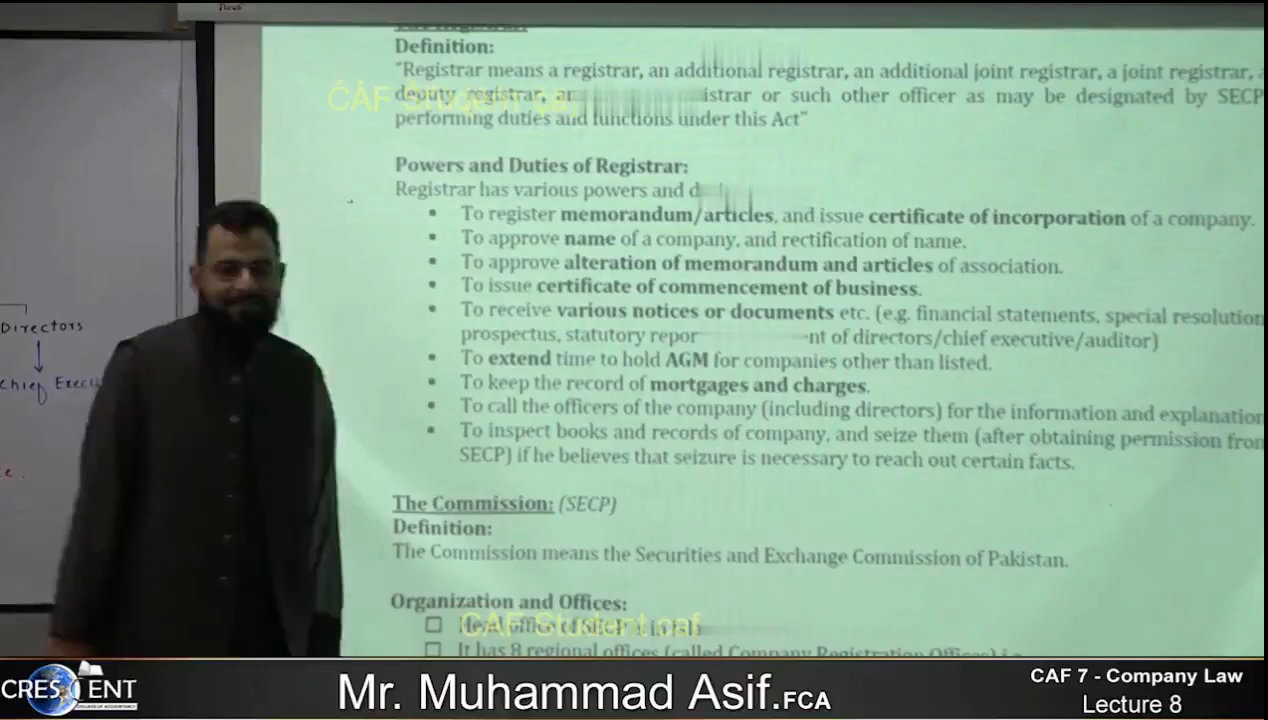 Definition:
"Registrar means a registrar, an additional registrar, an additional joint registrar, a joint registrar,
deputy registrar, istrar or such other officer as may be designated by SECP
performing duties and functions under this Act"
Powers and Duties of Registrar:
Registrar has various powers and
• To register memorandum/articles, and issue certificate of incorporation of a company.
• To approve name of a company, and rectification of name.
• To approve alteration of memorandum and articles of association.
• To issue certificate of commencement of business.
• To receive various notices or documents etc. (e.g. financial statements, special resolution
prospectus, statutory repor nt of directors/chief executive/auditor)
• To extend time to hold AGM for companies other than listed.
• To keep the record of mortgages and charges.
• To call the officers of the company (including directors) for the information and explanation
• To inspect books and records of company, and seize them (after obtaining permission from
SECP) if he believes that seizure is necessary to reach out certain facts.
The Commission: (SECP)
Definition:
The Commission means the Securities and Exchange Commission of Pakistan.
Organization and Offices:
Head office of
It has 8 regional offices (called Company Registration Offices)
CAF Student.caf
Directors
Chief Execu
CRESCENT
COLLEGE OF ACCOUNTANCY
Mr. Muhammad Asif.FCA
CAF 7 - Company Law
Lecture 8